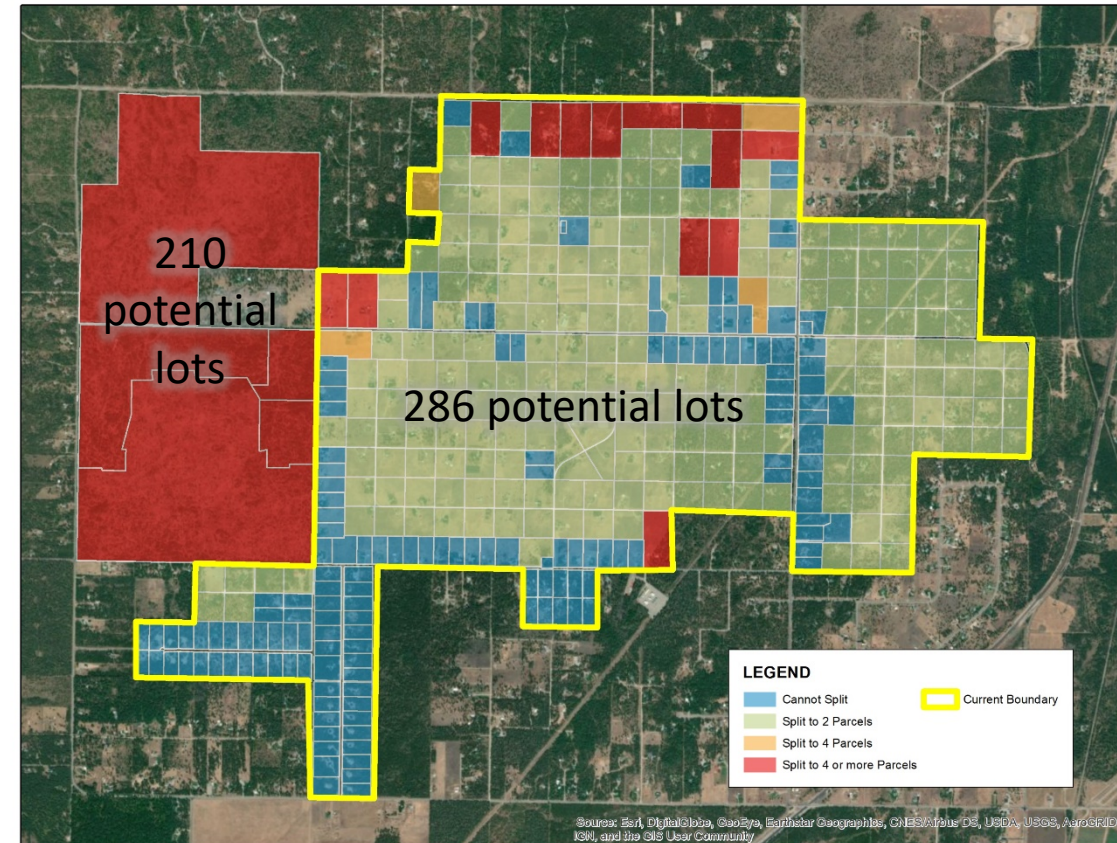 210
potential
lots
286 potential lots
LEGEND
Cannot Split
Split to 2 Parcels
Split to 4 Parcels
Split to 4 or more Parcels
Current Boundary
Source: Esri, DigitalGlobe, GeoEye, Earthstar Geographics, CNES/Airbus DS, USDA, USGS, AeroGRID,
IGN, and the GIS User Community